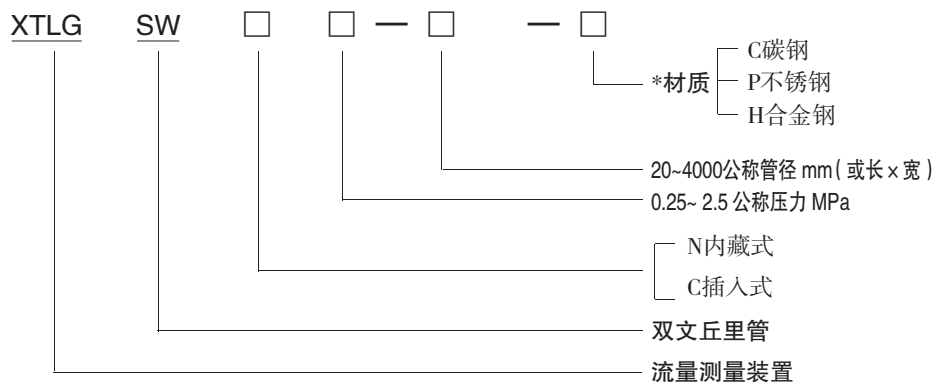 XTLG SW □ □ — □ — □
C碳钢
*材质 P不锈钢
H合金钢
20~4000公称管径 mm（或长×宽）
0.25~ 2.5 公称压力 MPa
N内藏式
C插入式
双文丘里管
流量测量装置